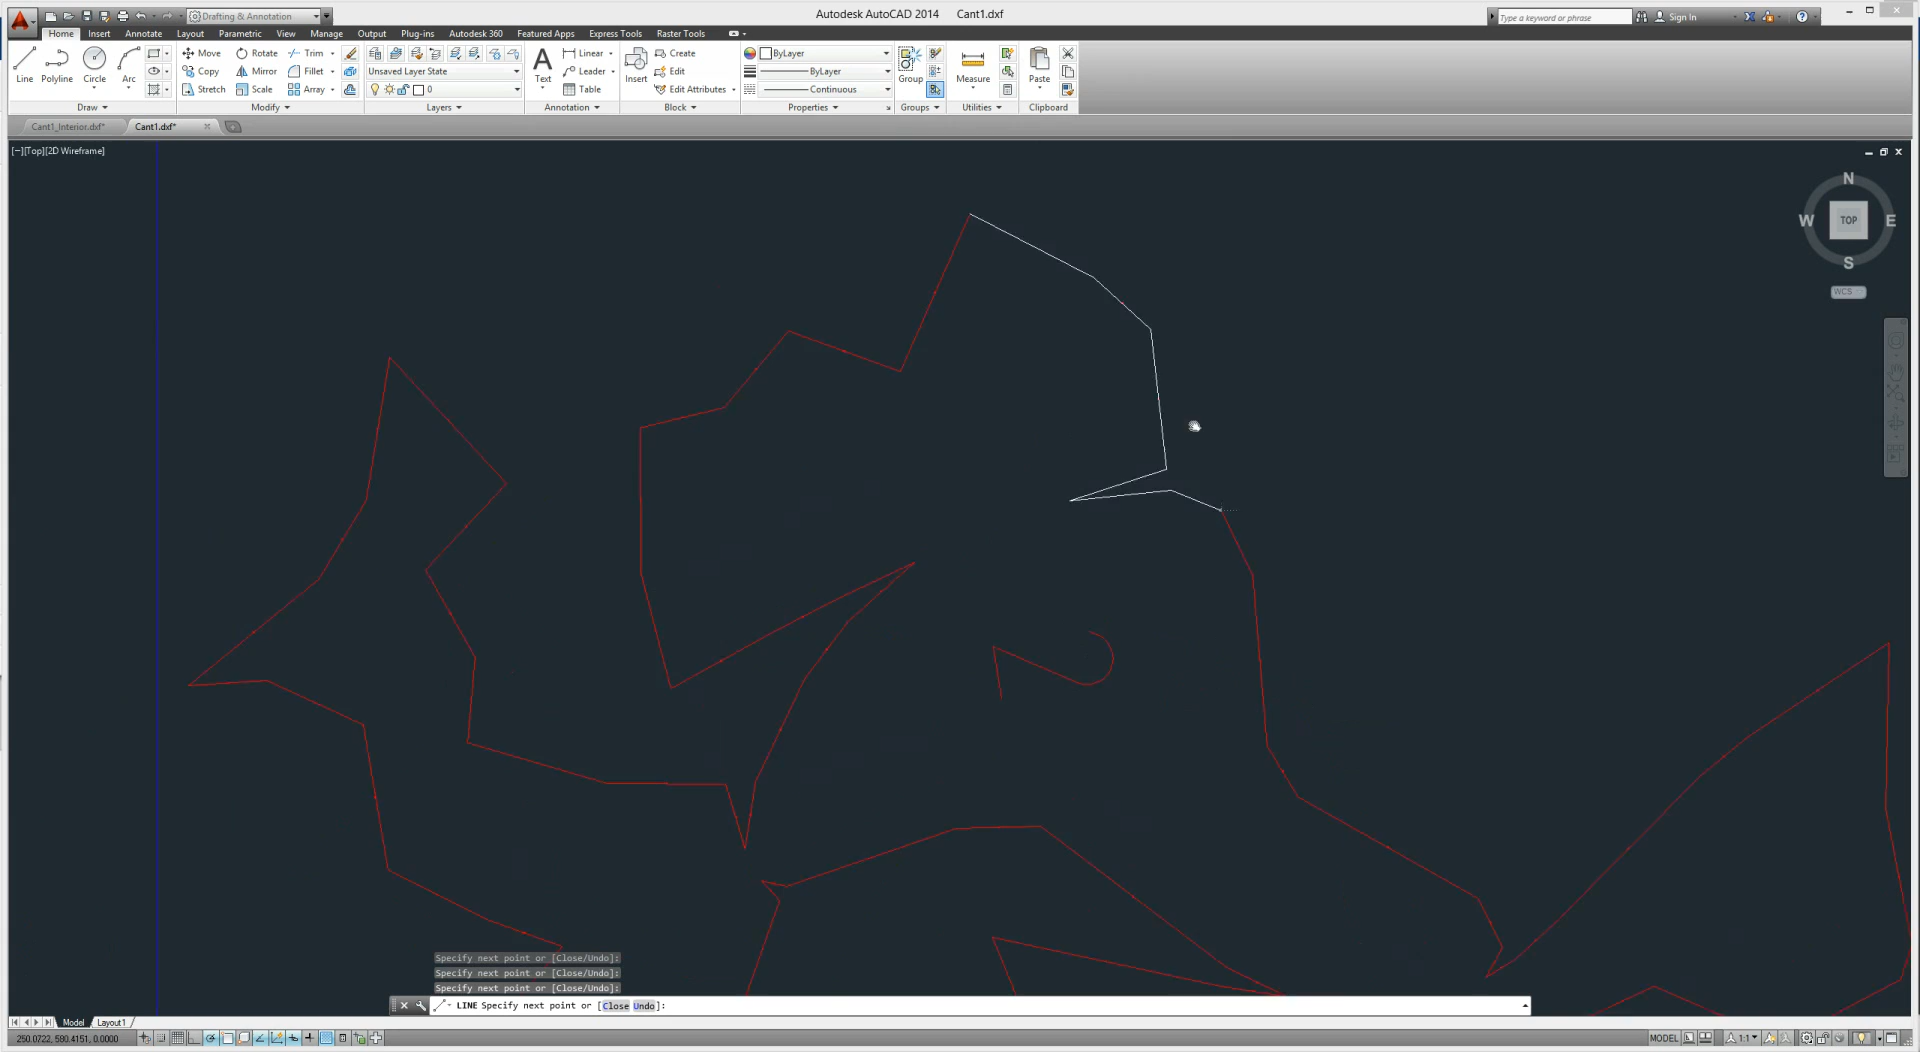 Drafting & Annotation
Autodesk AutoCAD 2014 Cant1.dxf
Type a keyword or phrase
Sign In
Home Insert Annotate Layout Parametric View Manage Output Plug-ins Autodesk 360 Featured Apps Express Tools Raster Tools
Line Polyline Circle Arc
Move Rotate Trim
Copy Mirror Fillet
Stretch Scale Array
Unsaved Layer State
0
Text
Linear
Leader
Table
Insert
Create
Edit
Edit Attributes
ByLayer
ByLayer
Continuous
Group
Measure
Paste
Draw Modify Layers Annotation Block Properties Groups Utilities Clipboard
Cant1_Interior.dxf* Cant1.dxf*
[−][Top][2D Wireframe]
N
W TOP E
S
WCS
Specify next point or [Close/Undo]:
Specify next point or [Close/Undo]:
Specify next point or [Close/Undo]:
LINE Specify next point or [Close Undo]:
Model Layout1
250.0722, 580.4151, 0.0000
MODEL 1:1